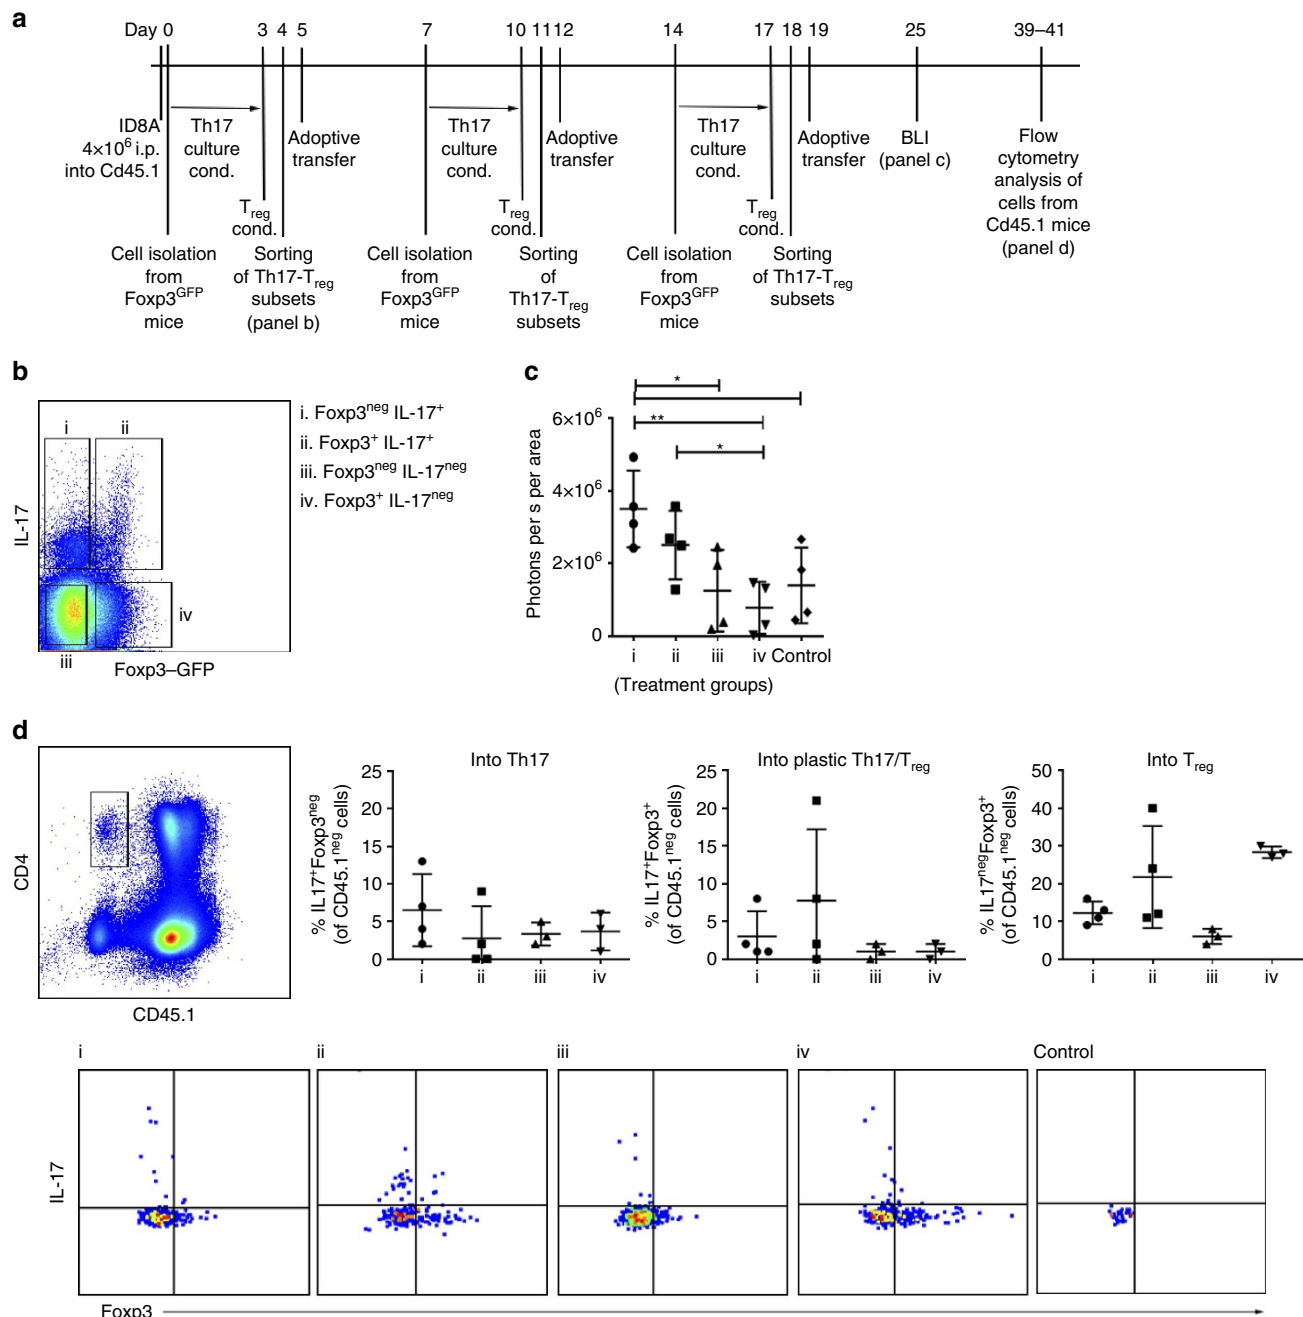 a
Day 0 3 4 5 7 10 11 12 14 17 18 19 25 39–41
ID8A
4×10⁶ i.p.
into Cd45.1
Th17
culture
cond.
Adoptive
transfer
Th17
culture
cond.
Adoptive
transfer
Th17
culture
cond.
Adoptive
transfer
BLI
(panel c)
Flow
cytometry
analysis of
cells from
Cd45.1 mice
(panel d)
Treg
cond.
Treg
cond.
Treg
cond.
Cell isolation
from
Foxp3GFP
mice
Sorting
of Th17-Treg
subsets
(panel b)
Cell isolation
from
Foxp3GFP
mice
Sorting
of
Th17-Treg
subsets
Cell isolation
from
Foxp3GFP
mice
Sorting
of Th17-Treg
subsets
b
i ii
iii
iv
IL-17
Foxp3–GFP
i. Foxp3neg IL-17+
ii. Foxp3+ IL-17+
iii. Foxp3neg IL-17neg
iv. Foxp3+ IL-17neg
c
*
**
*
Photons per s per area
6×10⁶
4×10⁶
2×10⁶
0
i ii iii iv Control
(Treatment groups)
d
CD4
CD45.1
Into Th17
% IL17+Foxp3neg
(of CD45.1neg cells)
25
20
15
10
5
0
i ii iii iv
Into plastic Th17/Treg
% IL17+Foxp3+
(of CD45.1neg cells)
25
20
15
10
5
0
i ii iii iv
Into Treg
% IL17negFoxp3+
(of CD45.1neg cells)
50
40
30
20
10
0
i ii iii iv
i ii iii iv Control
IL-17
Foxp3